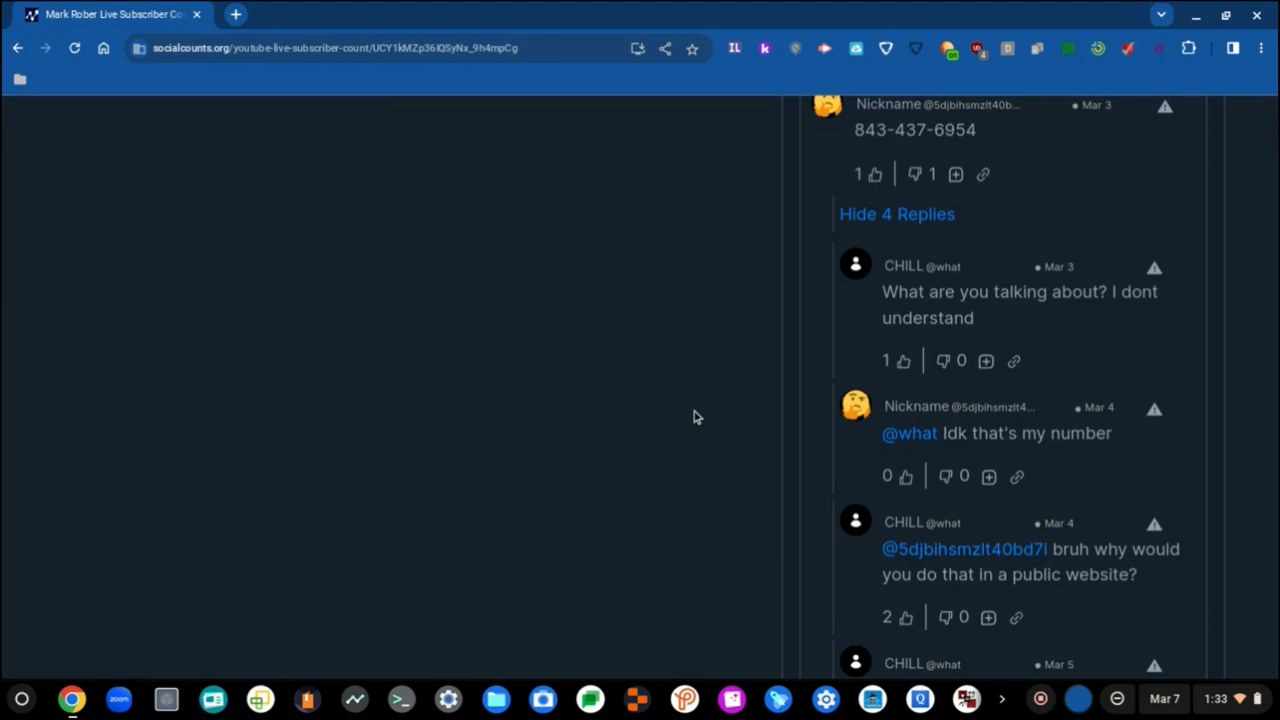 Mark Rober Live Subscriber Co
socialcounts.org/youtube-live-subscriber-count/UCY1kMZp36IQSyNx_9h4mpCg
Nickname @5djbihsmzlt40b... • Mar 3
843-437-6954
1 1
Hide 4 Replies
CHILL @what • Mar 3
What are you talking about? I dont
understand
1 0
Nickname @5djbihsmzlt4... • Mar 4
@what Idk that's my number
0 0
CHILL @what • Mar 4
@5djbihsmzlt40bd7i bruh why would
you do that in a public website?
2 0
CHILL @what • Mar 5
zoom
Mar 7 1:33